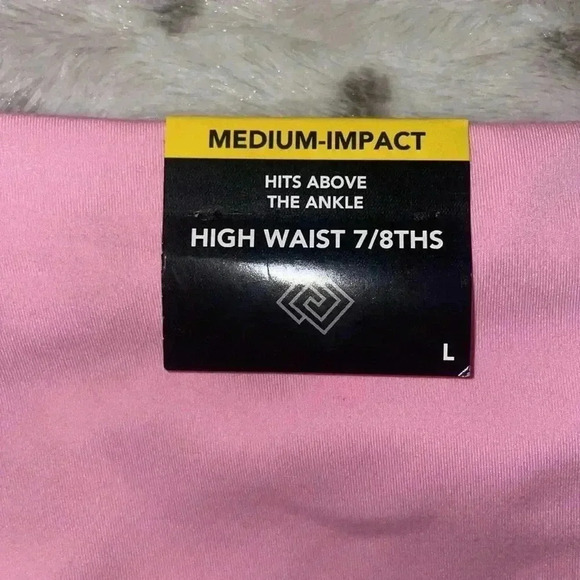 MEDIUM-IMPACT
HITS ABOVE
THE ANKLE
HIGH WAIST 7/8THS
L